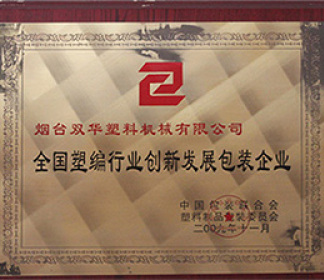 烟台双华塑料机械有限公司
全国塑编行业创新发展包装企业
中国包装联合会
塑料制品包装委员会
二〇〇九年十一月